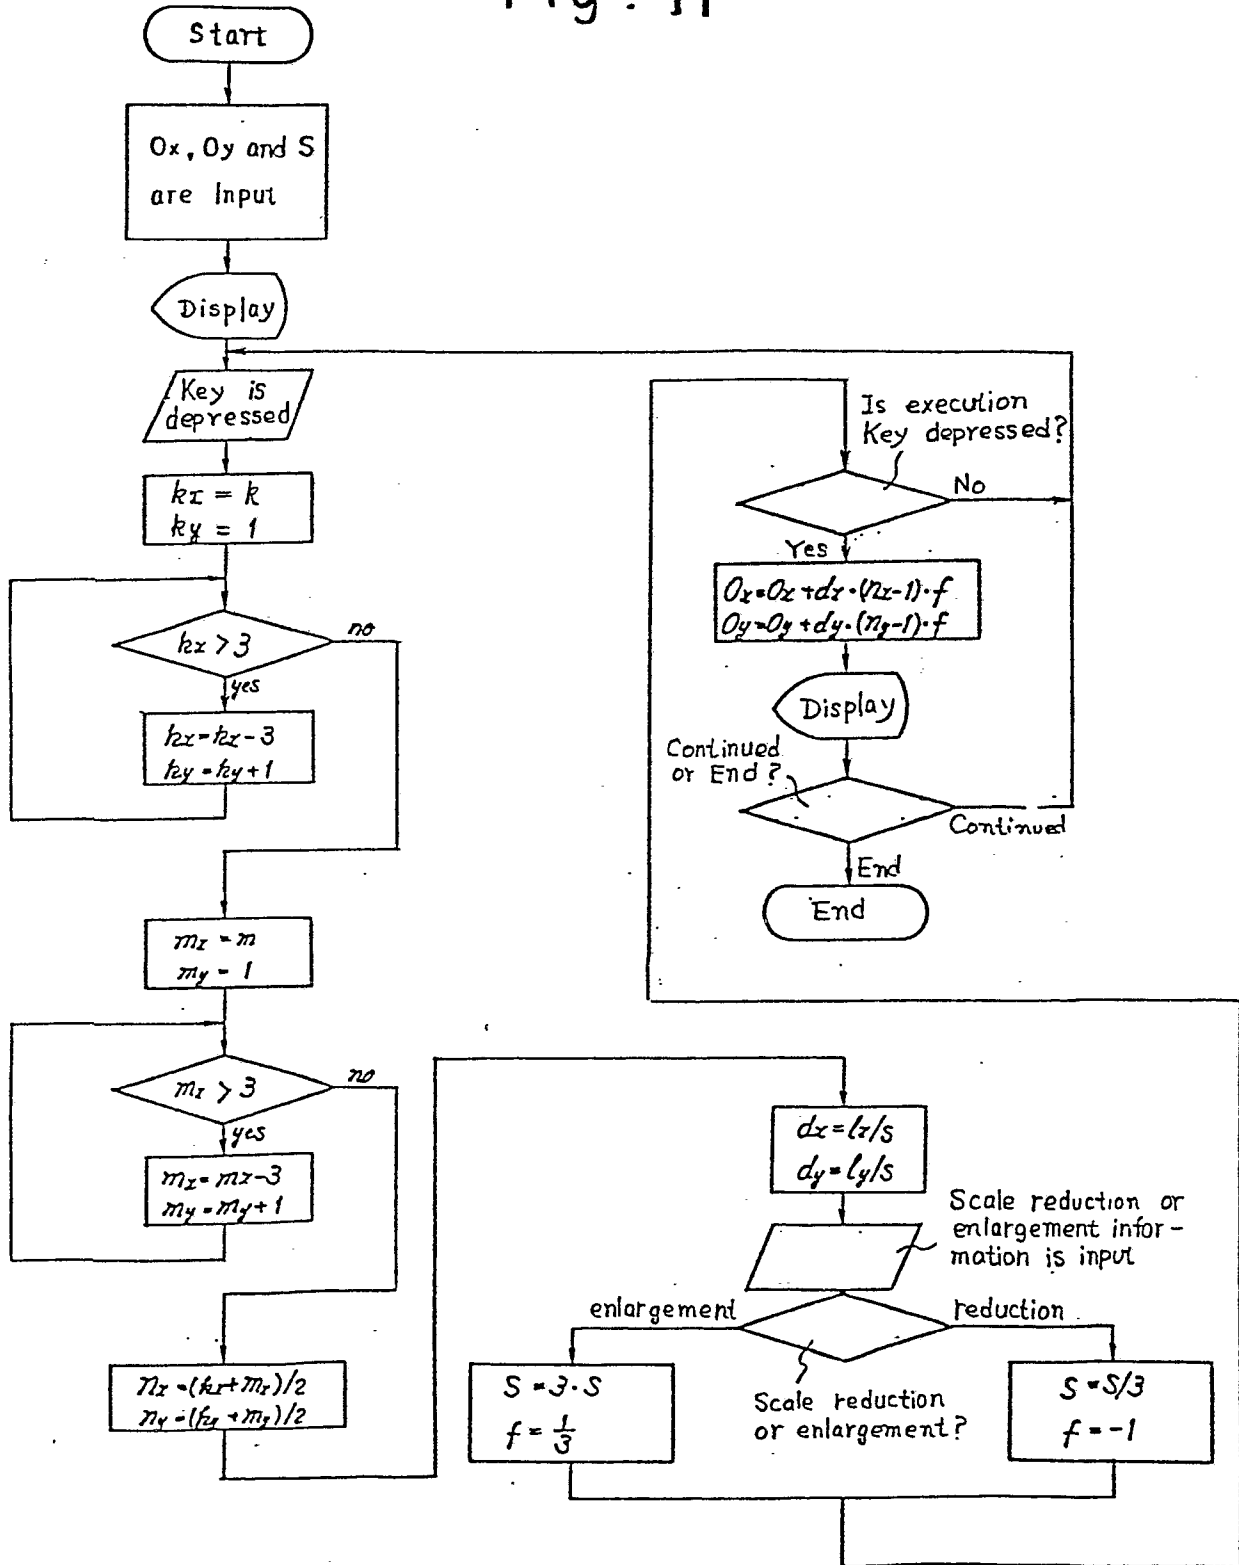 Fig. 11
Start
Ox, Oy and S
are Input
Display
Key is
depressed
kx = k
ky = 1
kx > 3
no
yes
kx = kx - 3
ky = ky + 1
mx = m
my = 1
mx > 3
no
yes
mx = mx - 3
my = my + 1
nx = (kx + mx)/2
ny = (ky + my)/2
dx = lx/s
dy = ly/s
Scale reduction or
enlargement infor-
mation is input
enlargement
reduction
Scale reduction
or enlargement?
S = 3·S
f = 1/3
S = S/3
f = -1
Is execution
Key depressed?
No
Yes
Ox = Ox + dx·(nx-1)·f
Oy = Oy + dy·(ny-1)·f
Display
Continued
or End?
Continued
End
End